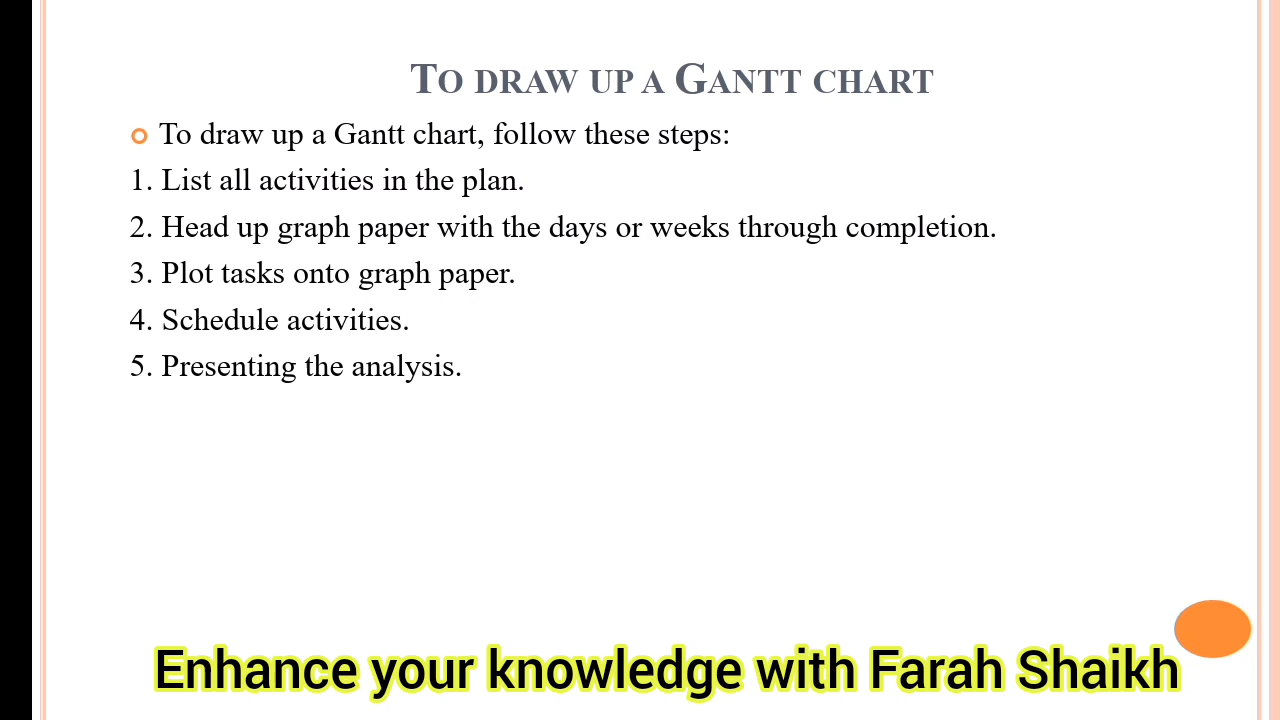 To draw up a Gantt chart
To draw up a Gantt chart, follow these steps:
1. List all activities in the plan.
2. Head up graph paper with the days or weeks through completion.
3. Plot tasks onto graph paper.
4. Schedule activities.
5. Presenting the analysis.
Enhance your knowledge with Farah Shaikh